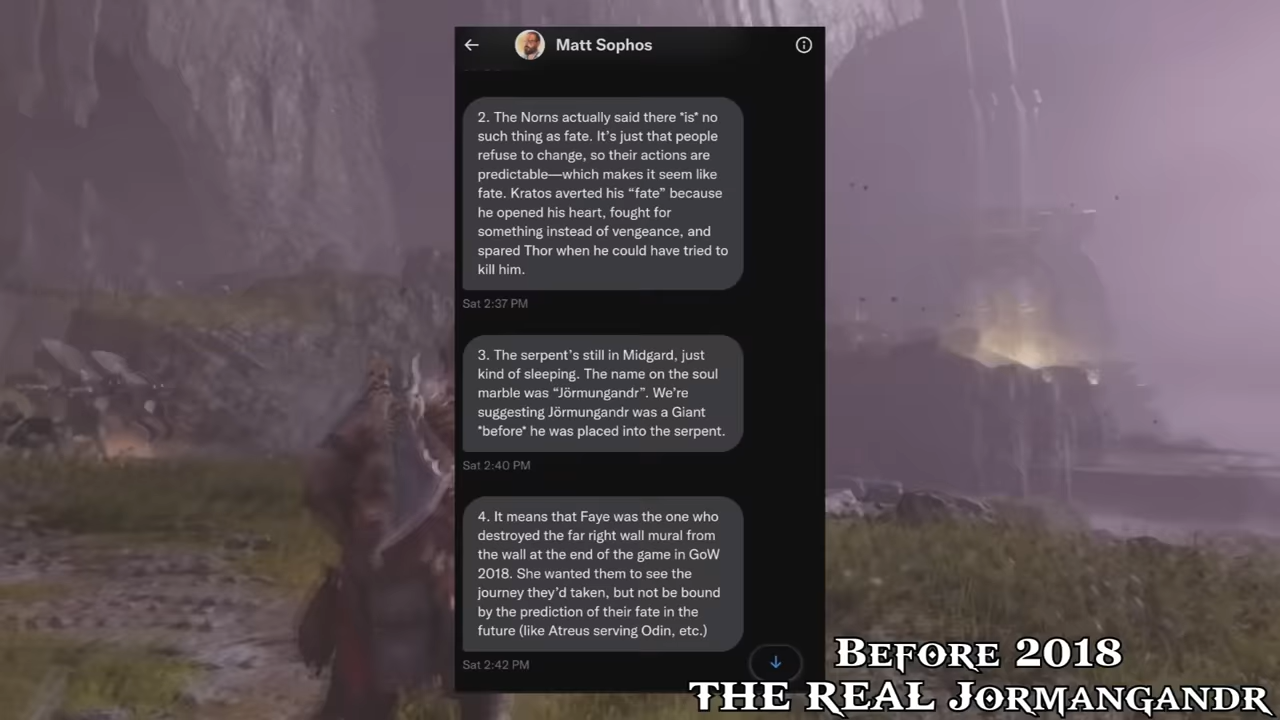 Matt Sophos
2. The Norns actually said there *is* no
such thing as fate. It's just that people
refuse to change, so their actions are
predictable—which makes it seem like
fate. Kratos averted his “fate” because
he opened his heart, fought for
something instead of vengeance, and
spared Thor when he could have tried to
kill him.
Sat 2:37 PM
3. The serpent's still in Midgard, just
kind of sleeping. The name on the soul
marble was “Jörmungandr”. We're
suggesting Jörmungandr was a Giant
*before* he was placed into the serpent.
Sat 2:40 PM
4. It means that Faye was the one who
destroyed the far right wall mural from
the wall at the end of the game in GoW
2018. She wanted them to see the
journey they'd taken, but not be bound
by the prediction of their fate in the
future (like Atreus serving Odin, etc.)
Sat 2:42 PM
Before 2018
THE REAL Jormangandr